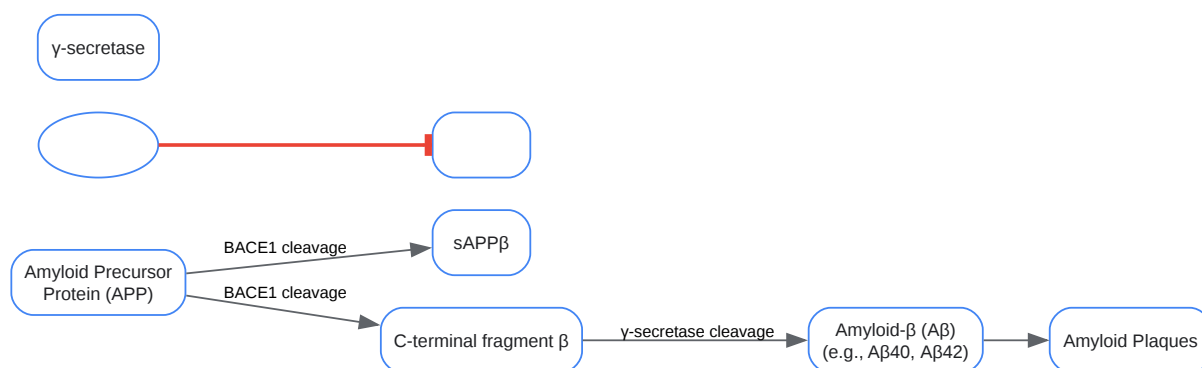 γ-secretase
BACE1 cleavage
sAPPβ
Amyloid Precursor
Protein (APP)
BACE1 cleavage
C-terminal fragment β
γ-secretase cleavage
Amyloid-β (Aβ)
(e.g., Aβ40, Aβ42)
Amyloid Plaques